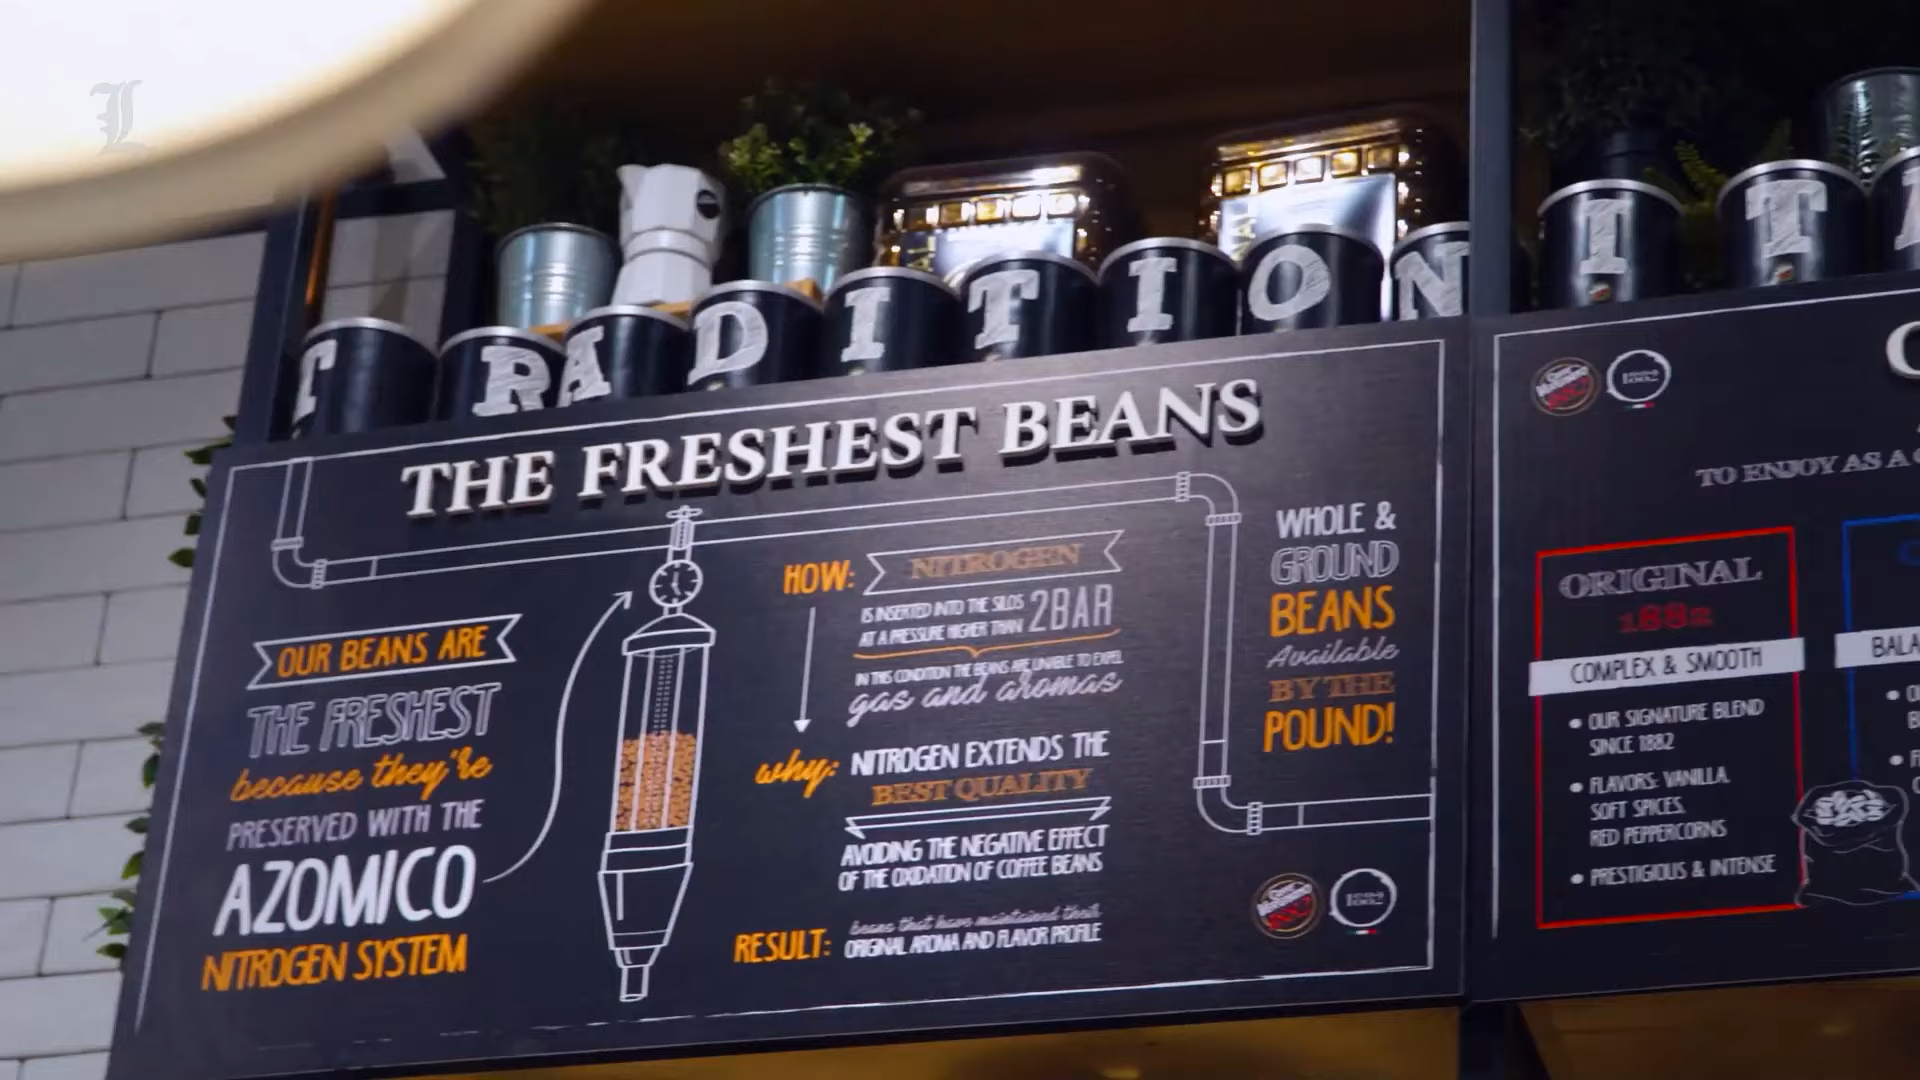 L
TRADITION
IT
THE FRESHEST BEANS
OUR BEANS ARE
THE FRESHEST
because they're
PRESERVED WITH THE
AZOMICO
NITROGEN SYSTEM
HOW:
NITROGEN
IS INSERTED INTO THE SILOS
AT A PRESSURE HIGHER THAN
2BAR
IN THIS CONDITION THE BEANS ARE UNABLE TO EXPEL
gas and aromas
why:
NITROGEN EXTENDS THE
BEST QUALITY
AVOIDING THE NEGATIVE EFFECT
OF THE OXIDATION OF COFFEE BEANS
RESULT:
beans that have maintained their
ORIGINAL AROMA AND FLAVOR PROFILE
WHOLE &
GROUND
BEANS
Available
BY THE
POUND!
TO ENJOY AS A
ORIGINAL
1882
COMPLEX & SMOOTH
• OUR SIGNATURE BLEND
SINCE 1882
• FLAVORS: VANILLA,
SOFT SPICES,
RED PEPPERCORNS
• PRESTIGIOUS & INTENSE